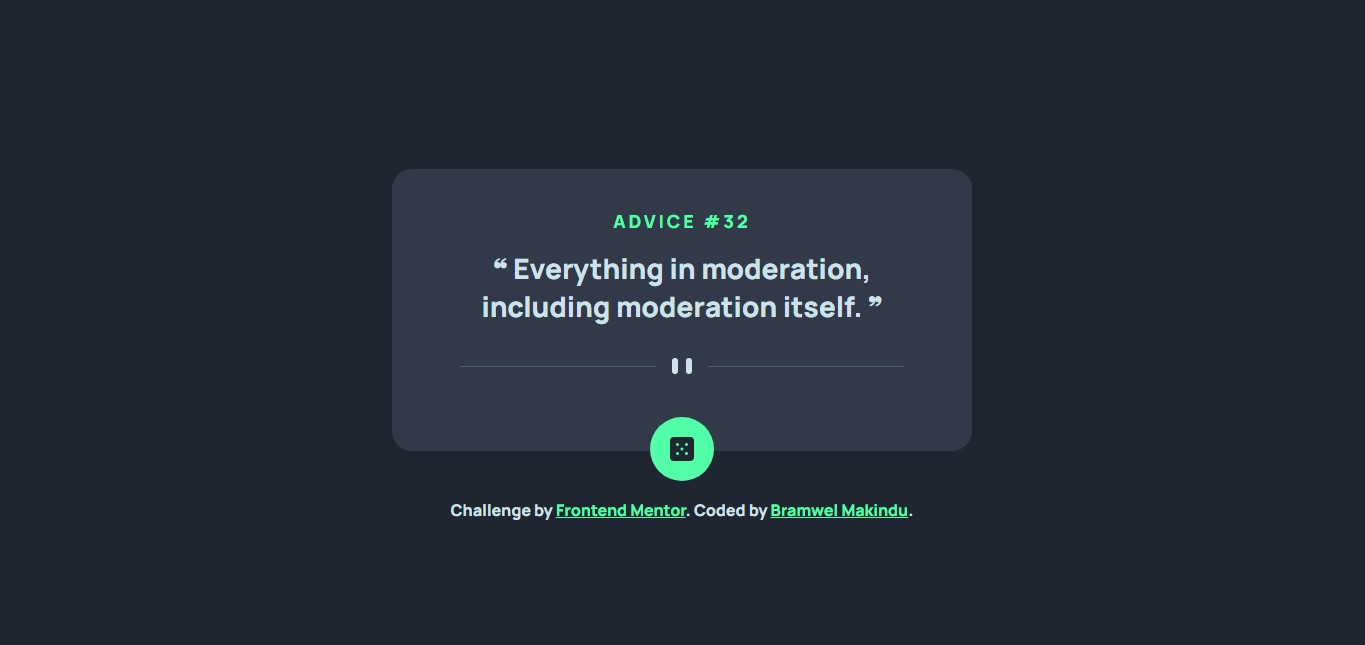 ADVICE #32
❝ Everything in moderation,
including moderation itself. ❞
Challenge by Frontend Mentor. Coded by Bramwel Makindu.